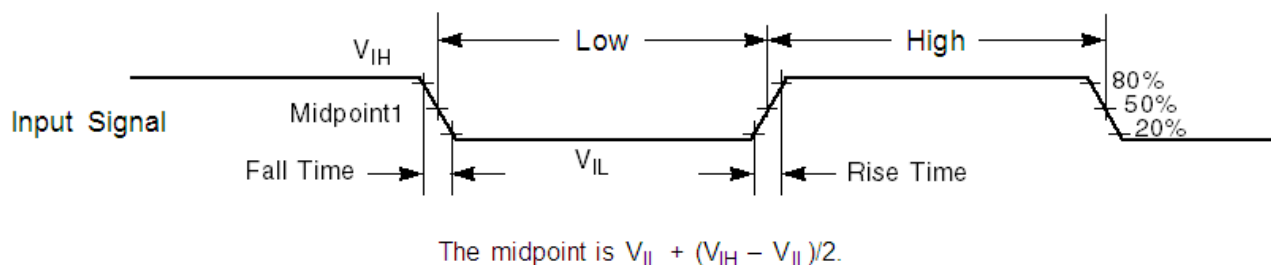 Low
High
VIH
80%
Midpoint1
50%
Input Signal
20%
VIL
Fall Time
Rise Time
The midpoint is VIL + (VIH – VIL)/2.